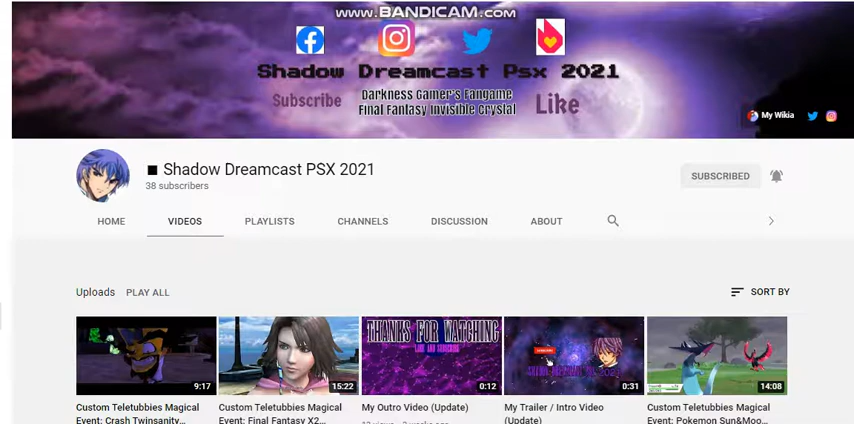 www.BANDICAM.com
Shadow Dreamcast Psx 2021
Subscribe
Darkness Gamer's Fangame
Final Fantasy Invisible Crystal
Like
My Wikia
■ Shadow Dreamcast PSX 2021
38 subscribers
SUBSCRIBED
HOME VIDEOS PLAYLISTS CHANNELS DISCUSSION ABOUT
Uploads PLAY ALL SORT BY
9:17
15:22
THANKS FOR WATCHING
LIKE AND SUBSCRIBE
0:12
0:31
14:08
Custom Teletubbies Magical
Event: Crash Twinsanity...
Custom Teletubbies Magical
Event: Final Fantasy X2...
My Outro Video (Update)
My Trailer / Intro Video
(Update)
Custom Teletubbies Magical
Event: Pokemon Sun&Moo...